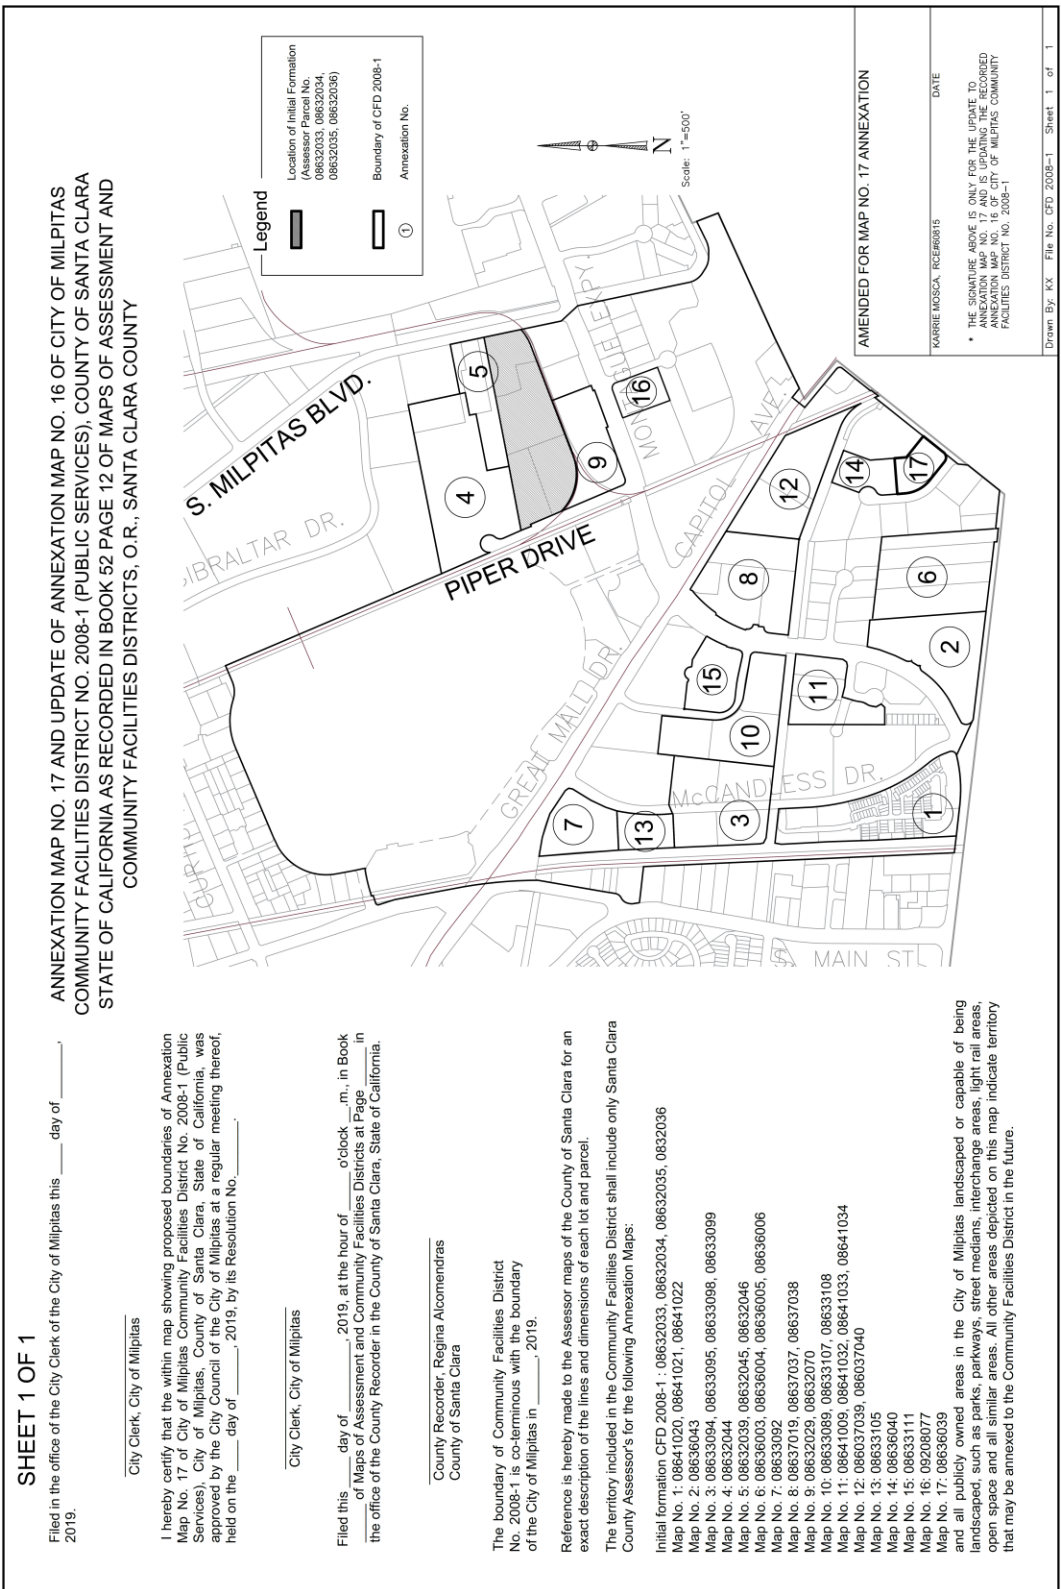 SHEET 1 OF 1
Filed in the office of the City Clerk of the City of Milpitas this ____ day of ______,
2019.
City Clerk, City of Milpitas
I hereby certify that the within map showing proposed boundaries of Annexation
Map No. 17 of City of Milpitas Community Facilities District No. 2008-1 (Public
Services), City of Milpitas, County of Santa Clara, State of California, was
approved by the City Council of the City of Milpitas at a regular meeting thereof,
held on the ____ day of ______, 2019, by its Resolution No.________.
City Clerk, City of Milpitas
Filed this _____ day of ________, 2019, at the hour of _____ o'clock __.m., in Book
_____ of Maps of Assessment and Community Facilities Districts at Page _____ in
the office of the County Recorder in the County of Santa Clara, State of California.
County Recorder, Regina Alcomendras
County of Santa Clara
The boundary of Community Facilities District
No. 2008-1 is co-terminous with the boundary
of the City of Milpitas in _____, 2019.
Reference is hereby made to the Assessor maps of the County of Santa Clara for an
exact description of the lines and dimensions of each lot and parcel.
The territory included in the Community Facilities District shall include only Santa Clara
County Assessor's for the following Annexation Maps:
Initial formation CFD 2008-1 : 08632033, 08632034, 08632035, 0832036
Map No. 1: 08641020, 08641021, 08641022
Map No. 2: 08636043
Map No. 3: 08633094, 08633095, 08633098, 08633099
Map No. 4: 08632044
Map No. 5: 08632039, 08632045, 08632046
Map No. 6: 08636003, 08636004, 08636005, 08636006
Map No. 7: 08633092
Map No. 8: 08637019, 08637037, 08637038
Map No. 9: 08632029, 08632070
Map No. 10: 08633089, 08633107, 08633108
Map No. 11: 08641009, 08641032, 08641033, 08641034
Map No. 12: 086037039, 086037040
Map No. 13: 08633105
Map No. 14: 08636040
Map No. 15: 08633111
Map No. 16: 09208077
Map No. 17: 08636039
and all publicly owned areas in the City of Milpitas landscaped or capable of being
landscaped, such as parks, parkways, street medians, interchange areas, light rail areas,
open space and all similar areas. All other areas depicted on this map indicate territory
that may be annexed to the Community Facilities District in the future.
ANNEXATION MAP NO. 17 AND UPDATE OF ANNEXATION MAP NO. 16 OF CITY OF MILPITAS
COMMUNITY FACILITIES DISTRICT NO. 2008-1 (PUBLIC SERVICES), COUNTY OF SANTA CLARA
STATE OF CALIFORNIA AS RECORDED IN BOOK 52 PAGE 12 OF MAPS OF ASSESSMENT AND
COMMUNITY FACILITIES DISTRICTS, O.R., SANTA CLARA COUNTY
Legend
Location of Initial Formation
(Assessor Parcel No.
08632033, 08632034,
08632035, 08632036)
Boundary of CFD 2008-1
1 Annexation No.
N
Scale: 1"=500'
S. MILPITAS BLVD.
GIBRALTAR DR.
PIPER DRIVE
MONTAGUE EXPY.
CAPITOL AVE.
GREAT MALL DR.
McCANDLESS DR.
S. MAIN ST.
4
5
9
16
12
14
17
8
6
2
15
11
10
7
13
3
1
AMENDED FOR MAP NO. 17 ANNEXATION
KARRIE MOSCA, RCE#60815 DATE
* THE SIGNATURE ABOVE IS ONLY FOR THE UPDATE TO
ANNEXATION MAP NO. 17 AND IS UPDATING THE RECORDED
ANNEXATION MAP NO. 16 OF CITY OF MILPITAS COMMUNITY
FACILITIES DISTRICT NO. 2008-1
Drawn By: KX File No. CFD 2008-1 Sheet 1 of 1